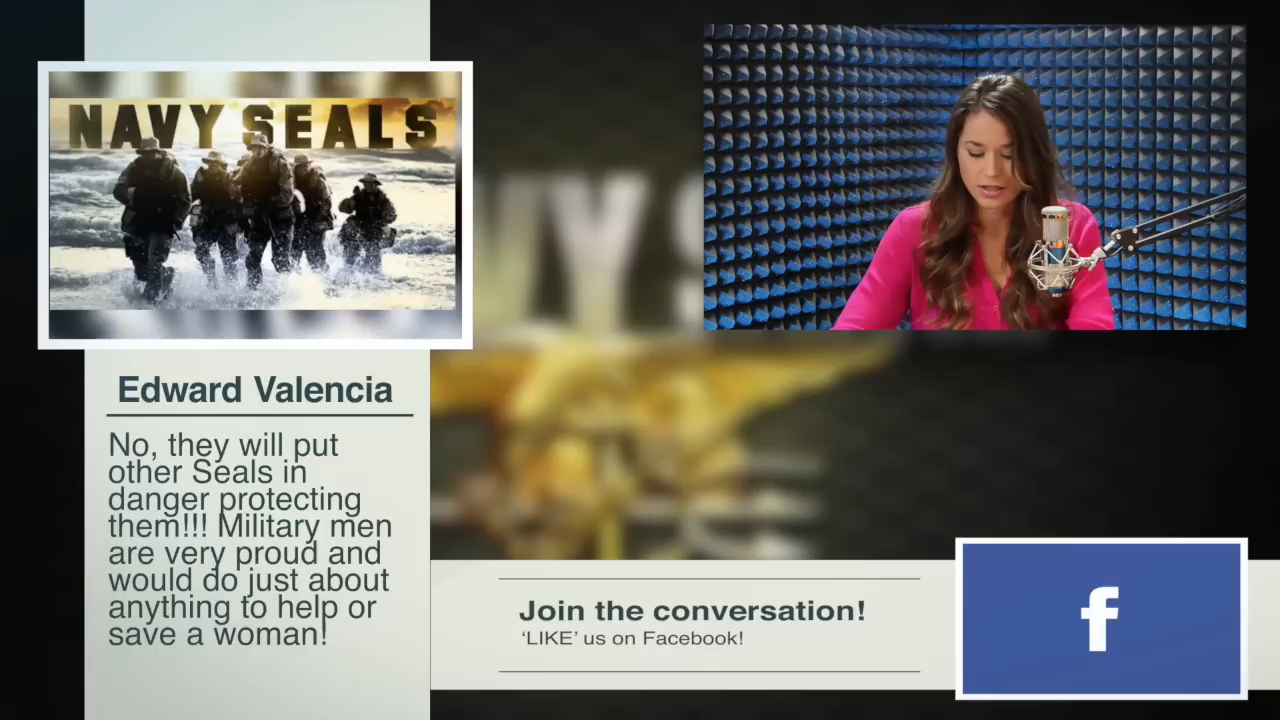 NAVY SEALS
Edward Valencia
No, they will put
other Seals in
danger protecting
them!!! Military men
are very proud and
would do just about
anything to help or
save a woman!
VY S
Join the conversation!
‘LIKE’ us on Facebook!
f